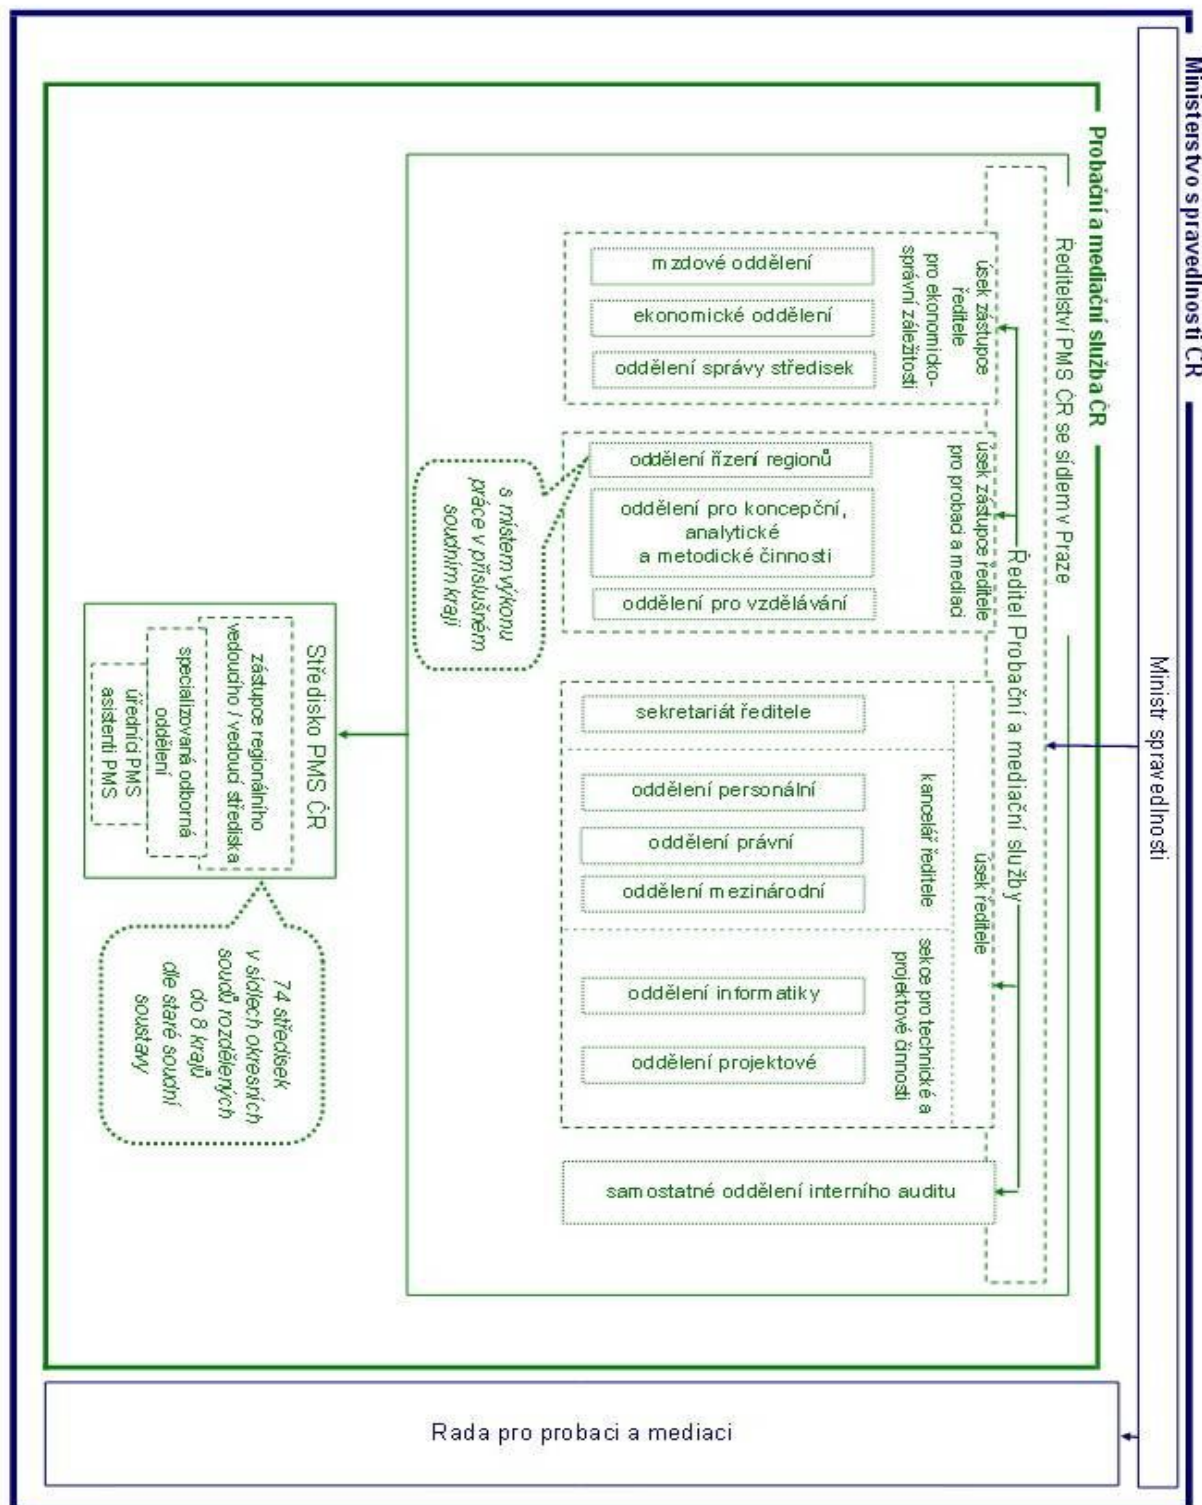 Ministerstvo spravedlnosti ČR
Ministr spravedlnosti
Probační a mediační služba ČR
Ředitelství PMS ČR se sídlem v Praze
Ředitel Probační a mediační služby
úsek zástupce
ředitele
pro ekonomicko-
správní záležitosti
mzdové oddělení
ekonomické oddělení
oddělení správy středisek
úsek zástupce ředitele
pro probaci a mediaci
oddělení řízení regionů
oddělení pro koncepční,
analytické
a metodické činnosti
oddělení pro vzdělávání
s místem výkonu
práce v příslušném
soudním kraji
úsek ředitele
sekretariát ředitele
kancelář ředitele
oddělení personální
oddělení právní
oddělení mezinárodní
sekce pro technické a
projektové činnosti
oddělení informatiky
oddělení projektové
samostatné oddělení interního auditu
Středisko PMS ČR
zástupce regionálního
vedoucího / vedoucí střediska
specializovaná odborná
oddělení
úředníci PMS
asistenti PMS
74 středisek
v sídlech okresních
soudů rozdělených
do 8 krajů
dle staré soudní
soustavy
Rada pro probaci a mediaci